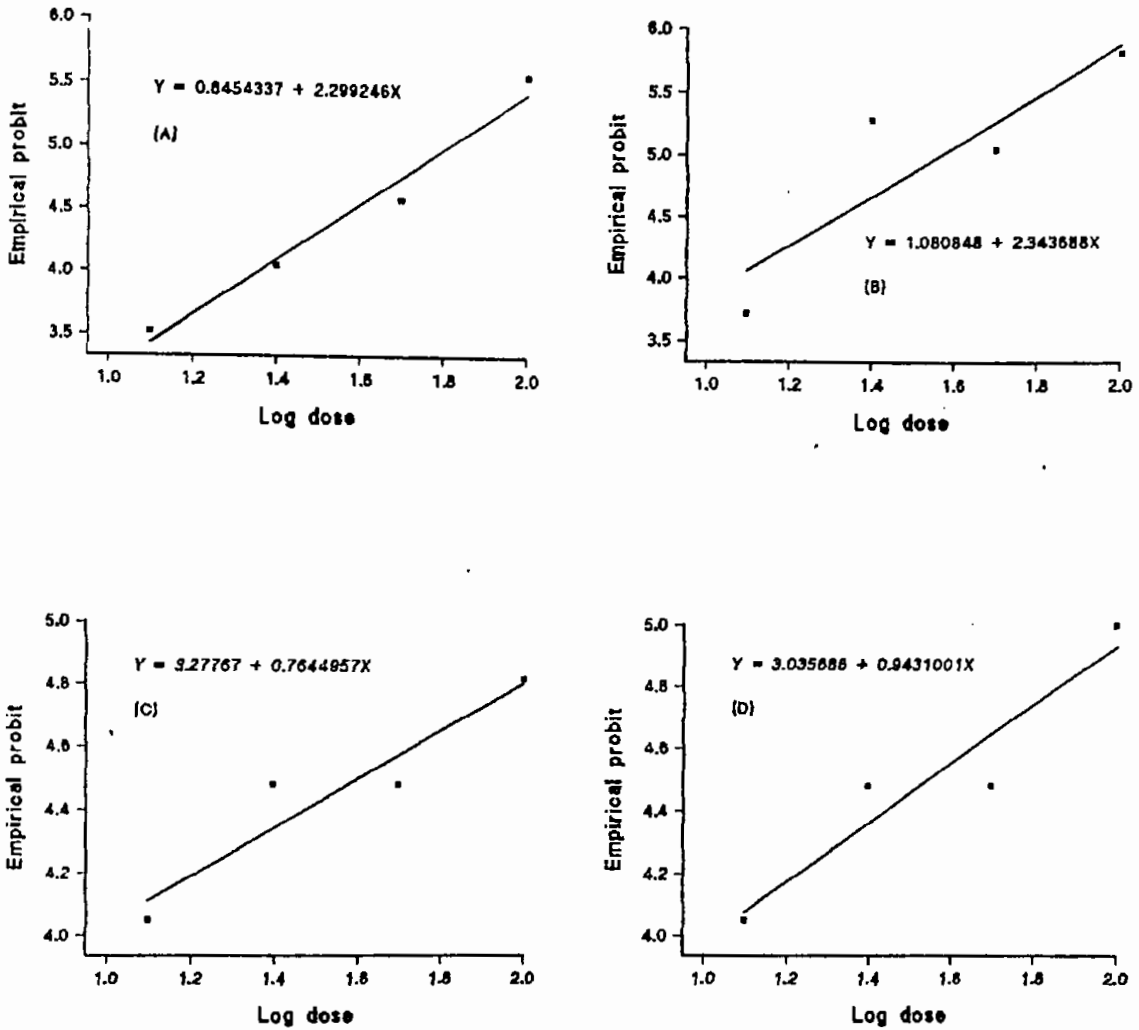 Empirical probit
6.0
5.5
5.0
4.5
4.0
3.5
Y = 0.8454337 + 2.299246X
(A)
1.0 1.2 1.4 1.6 1.8 2.0
Log dose
Empirical probit
6.0
5.5
5.0
4.5
4.0
3.5
Y = 1.080848 + 2.343688X
(B)
1.0 1.2 1.4 1.6 1.8 2.0
Log dose
Empirical probit
5.0
4.8
4.6
4.4
4.2
4.0
Y = 3.27767 + 0.7644957X
(C)
1.0 1.2 1.4 1.6 1.8 2.0
Log dose
Empirical probit
5.0
4.8
4.6
4.4
4.2
4.0
Y = 3.035686 + 0.9431001X
(D)
1.0 1.2 1.4 1.6 1.8 2.0
Log dose